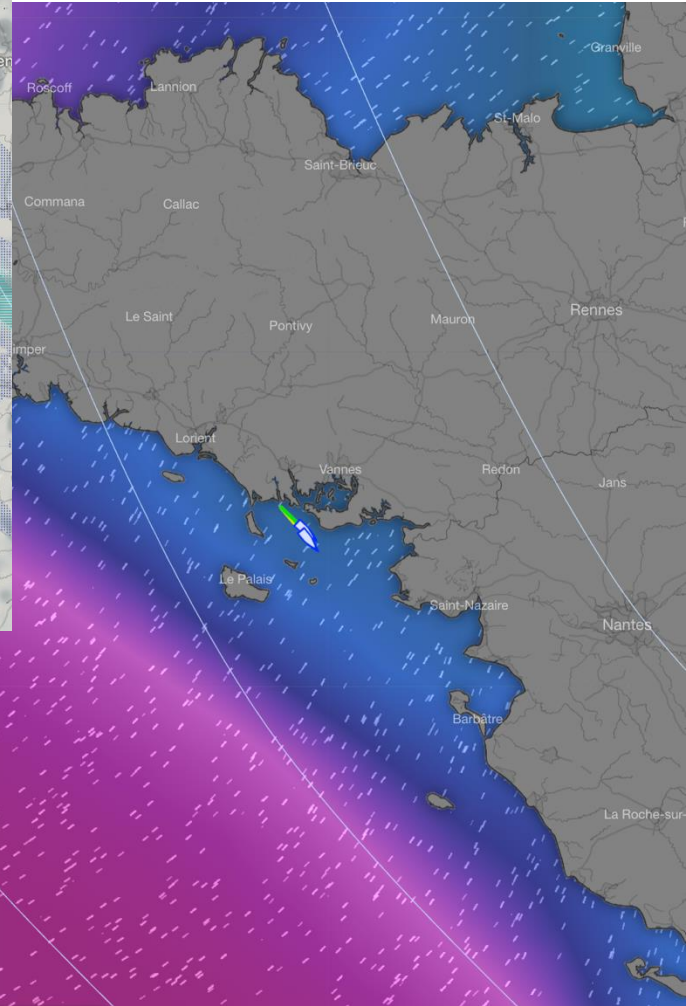 Granville
Roscoff
Lannion
St-Malo
Saint-Brieuc
Commana
Callac
Rennes
Le Saint
Mauron
Pontivy
imper
Lorient
Vannes
Redon
Jans
Le Palais
Saint-Nazaire
Nantes
Barbâtre
La Roche-sur-